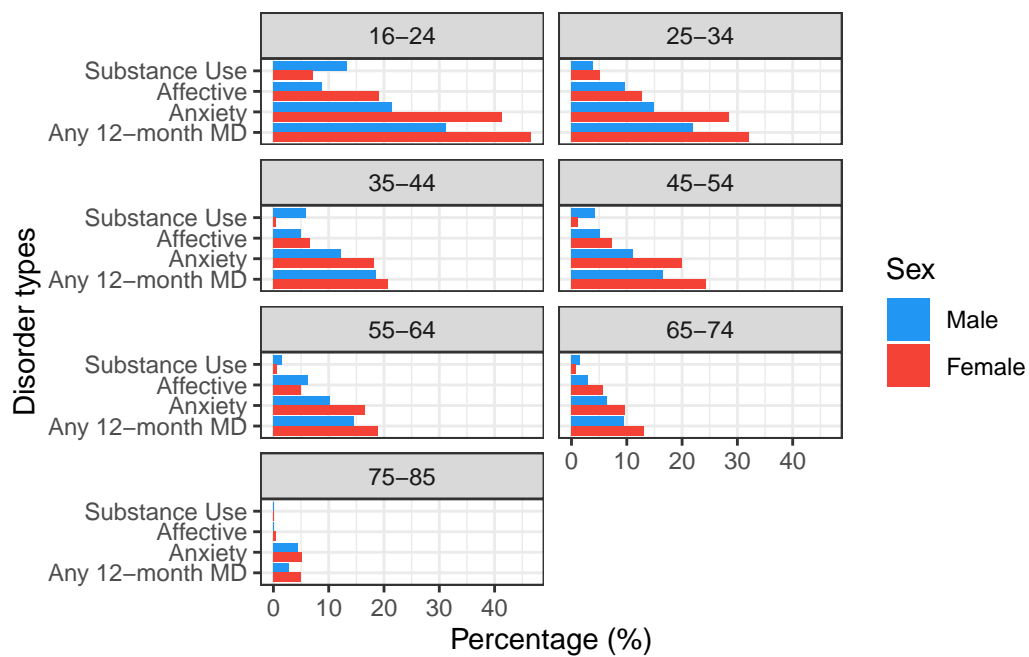 16−24
25−34
Substance Use
Affective
Anxiety
Any 12−month MD
35−44
45−54
Substance Use
Affective
Anxiety
Any 12−month MD
55−64
65−74
Substance Use
Affective
Anxiety
Any 12−month MD
0 10 20 30 40
75−85
Substance Use
Affective
Anxiety
Any 12−month MD
0 10 20 30 40
Percentage (%)
Disorder types
Sex
Male
Female